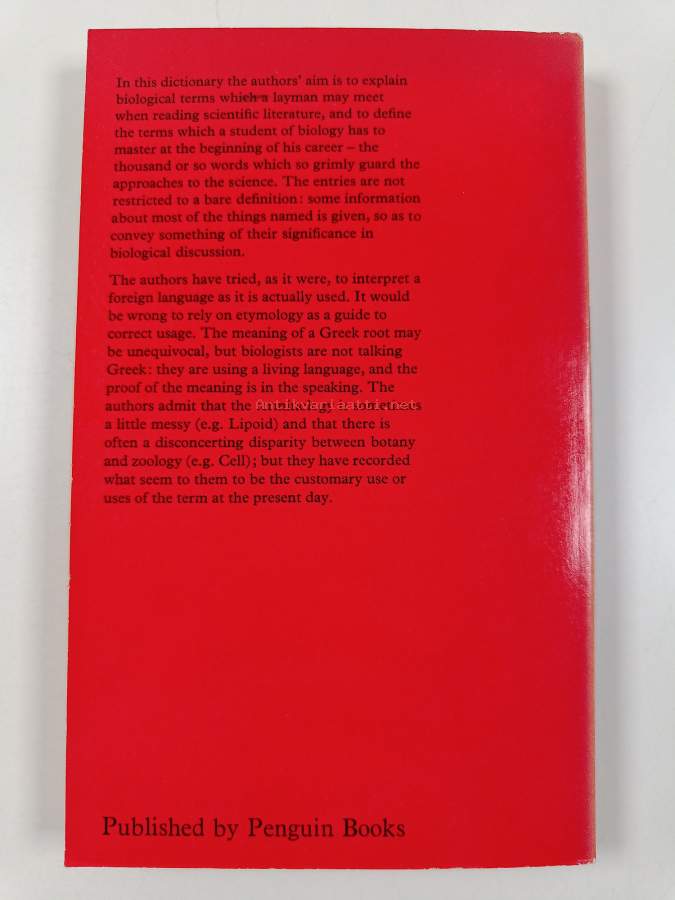 In this dictionary the authors' aim is to explain
biological terms which a layman may meet
when reading scientific literature, and to define
the terms which a student of biology has to
master at the beginning of his career – the
thousand or so words which so grimly guard the
approaches to the science. The entries are not
restricted to a bare definition: some information
about most of the things named is given, so as to
convey something of their significance in
biological discussion.
The authors have tried, as it were, to interpret a
foreign language as it is actually used. It would
be wrong to rely on etymology as a guide to
correct usage. The meaning of a Greek root may
be unequivocal, but biologists are not talking
Greek: they are using a living language, and the
proof of the meaning is in the speaking. The
authors admit that the terminology is sometimes
a little messy (e.g. Lipoid) and that there is
often a disconcerting disparity between botany
and zoology (e.g. Cell); but they have recorded
what seem to them to be the customary use or
uses of the term at the present day.
Antikvariaatti.net
Published by Penguin Books